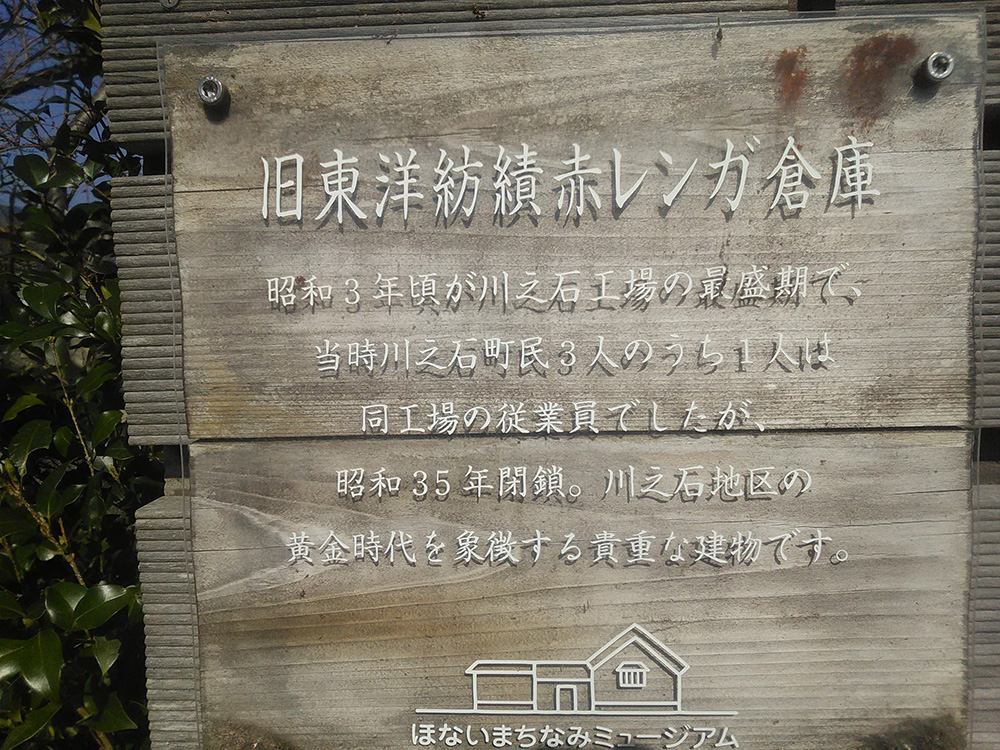 旧東洋紡績赤レンガ倉庫
昭和3年頃が川之石工場の最盛期で、
当時川之石町民3人のうち1人は
同工場の従業員でしたが、
昭和35年閉鎖。川之石地区の
黄金時代を象徴する貴重な建物です。
ほないまちなみミュージアム